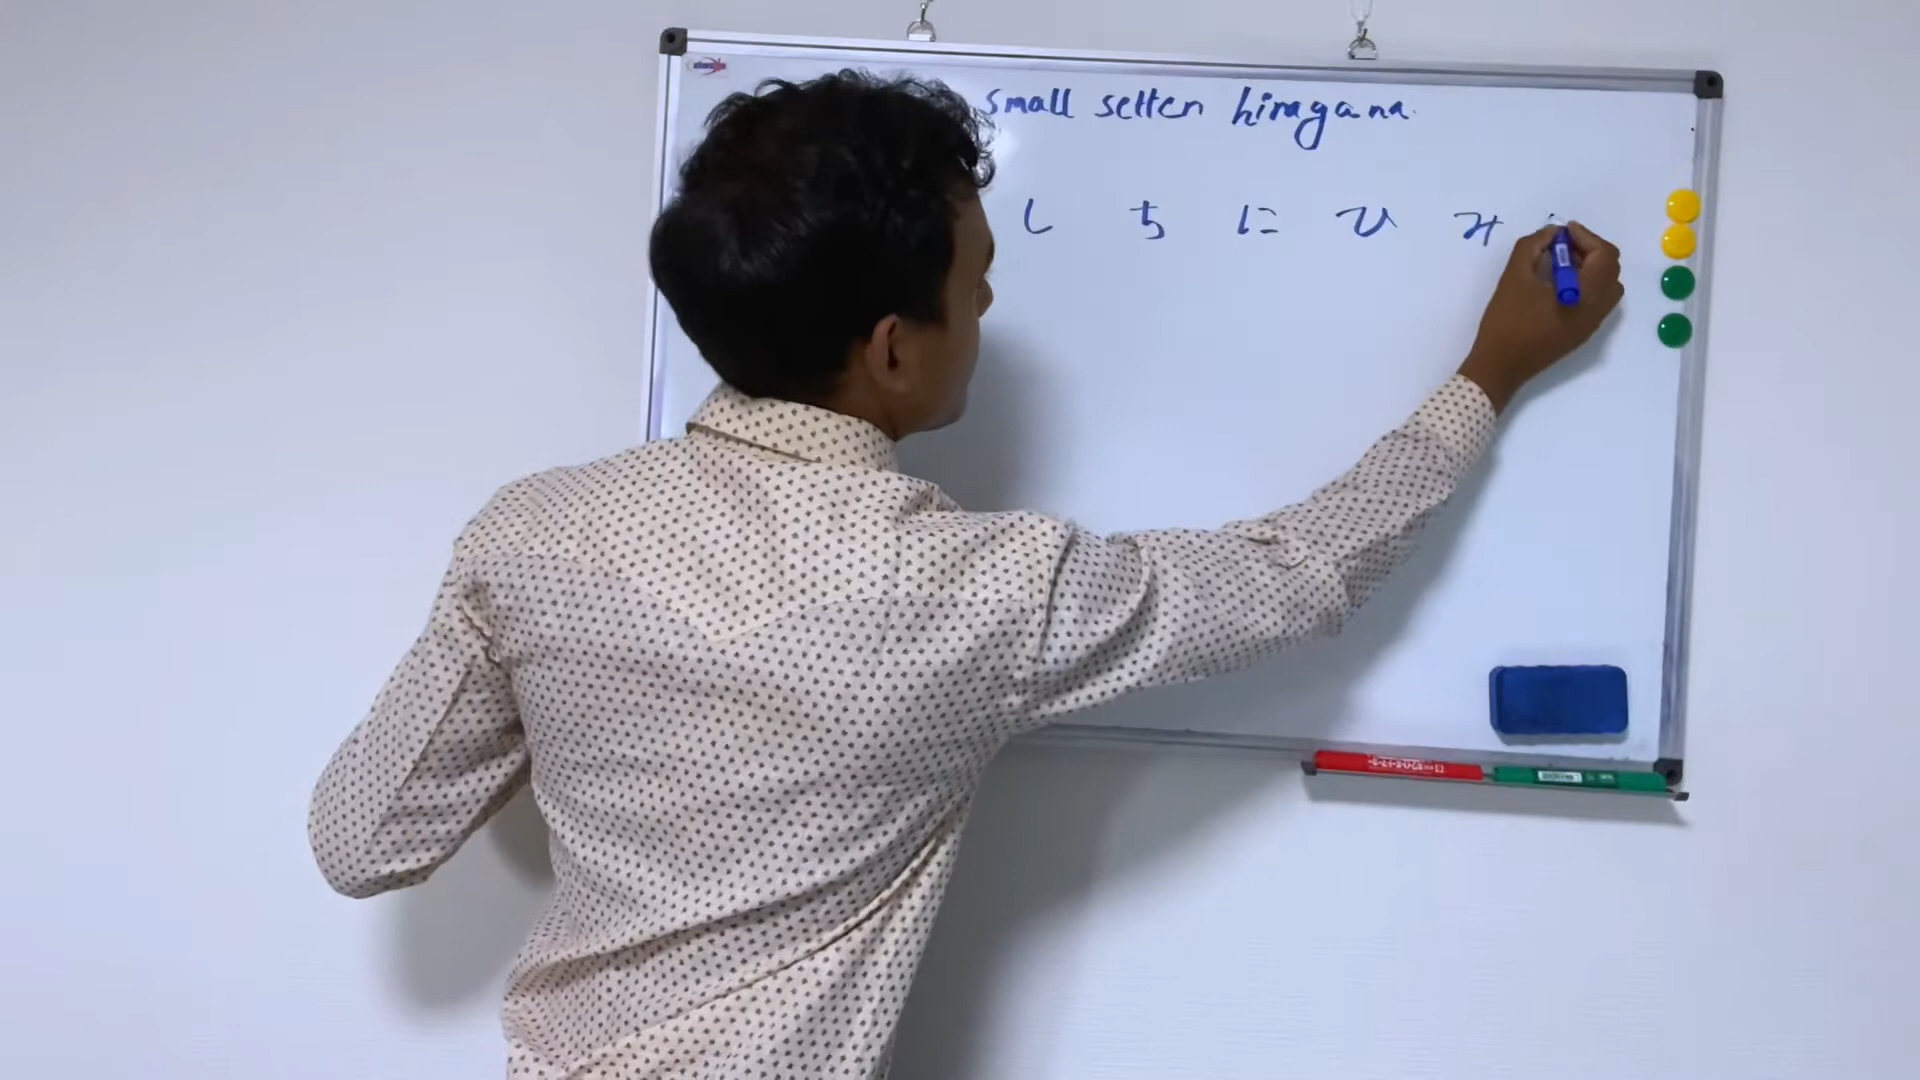 small setten hiragana.
し ち に ひ み